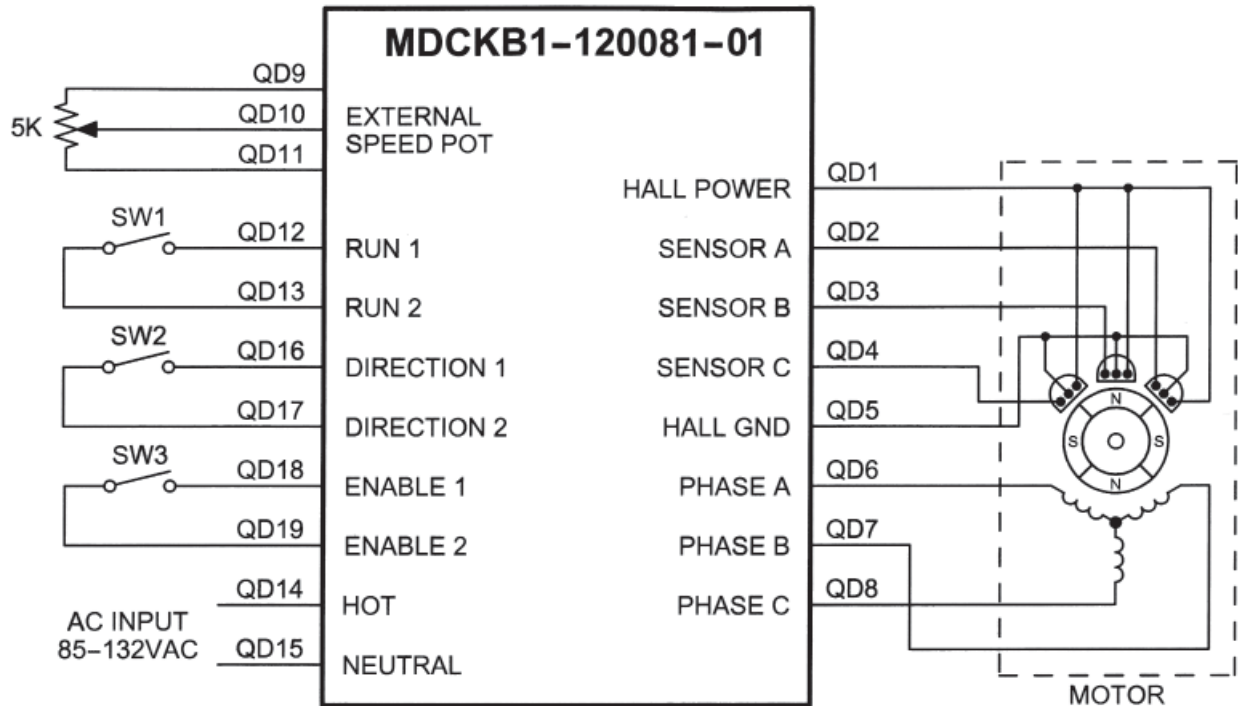 MDCKB1-120081-01
QD9
5K
QD10
EXTERNAL
SPEED POT
QD11
SW1
QD12
RUN 1
QD13
RUN 2
SW2
QD16
DIRECTION 1
QD17
DIRECTION 2
SW3
QD18
ENABLE 1
QD19
ENABLE 2
QD14
HOT
AC INPUT
85-132VAC
QD15
NEUTRAL
HALL POWER
QD1
SENSOR A
QD2
SENSOR B
QD3
SENSOR C
QD4
HALL GND
QD5
PHASE A
QD6
PHASE B
QD7
PHASE C
QD8
N
S
S
N
MOTOR